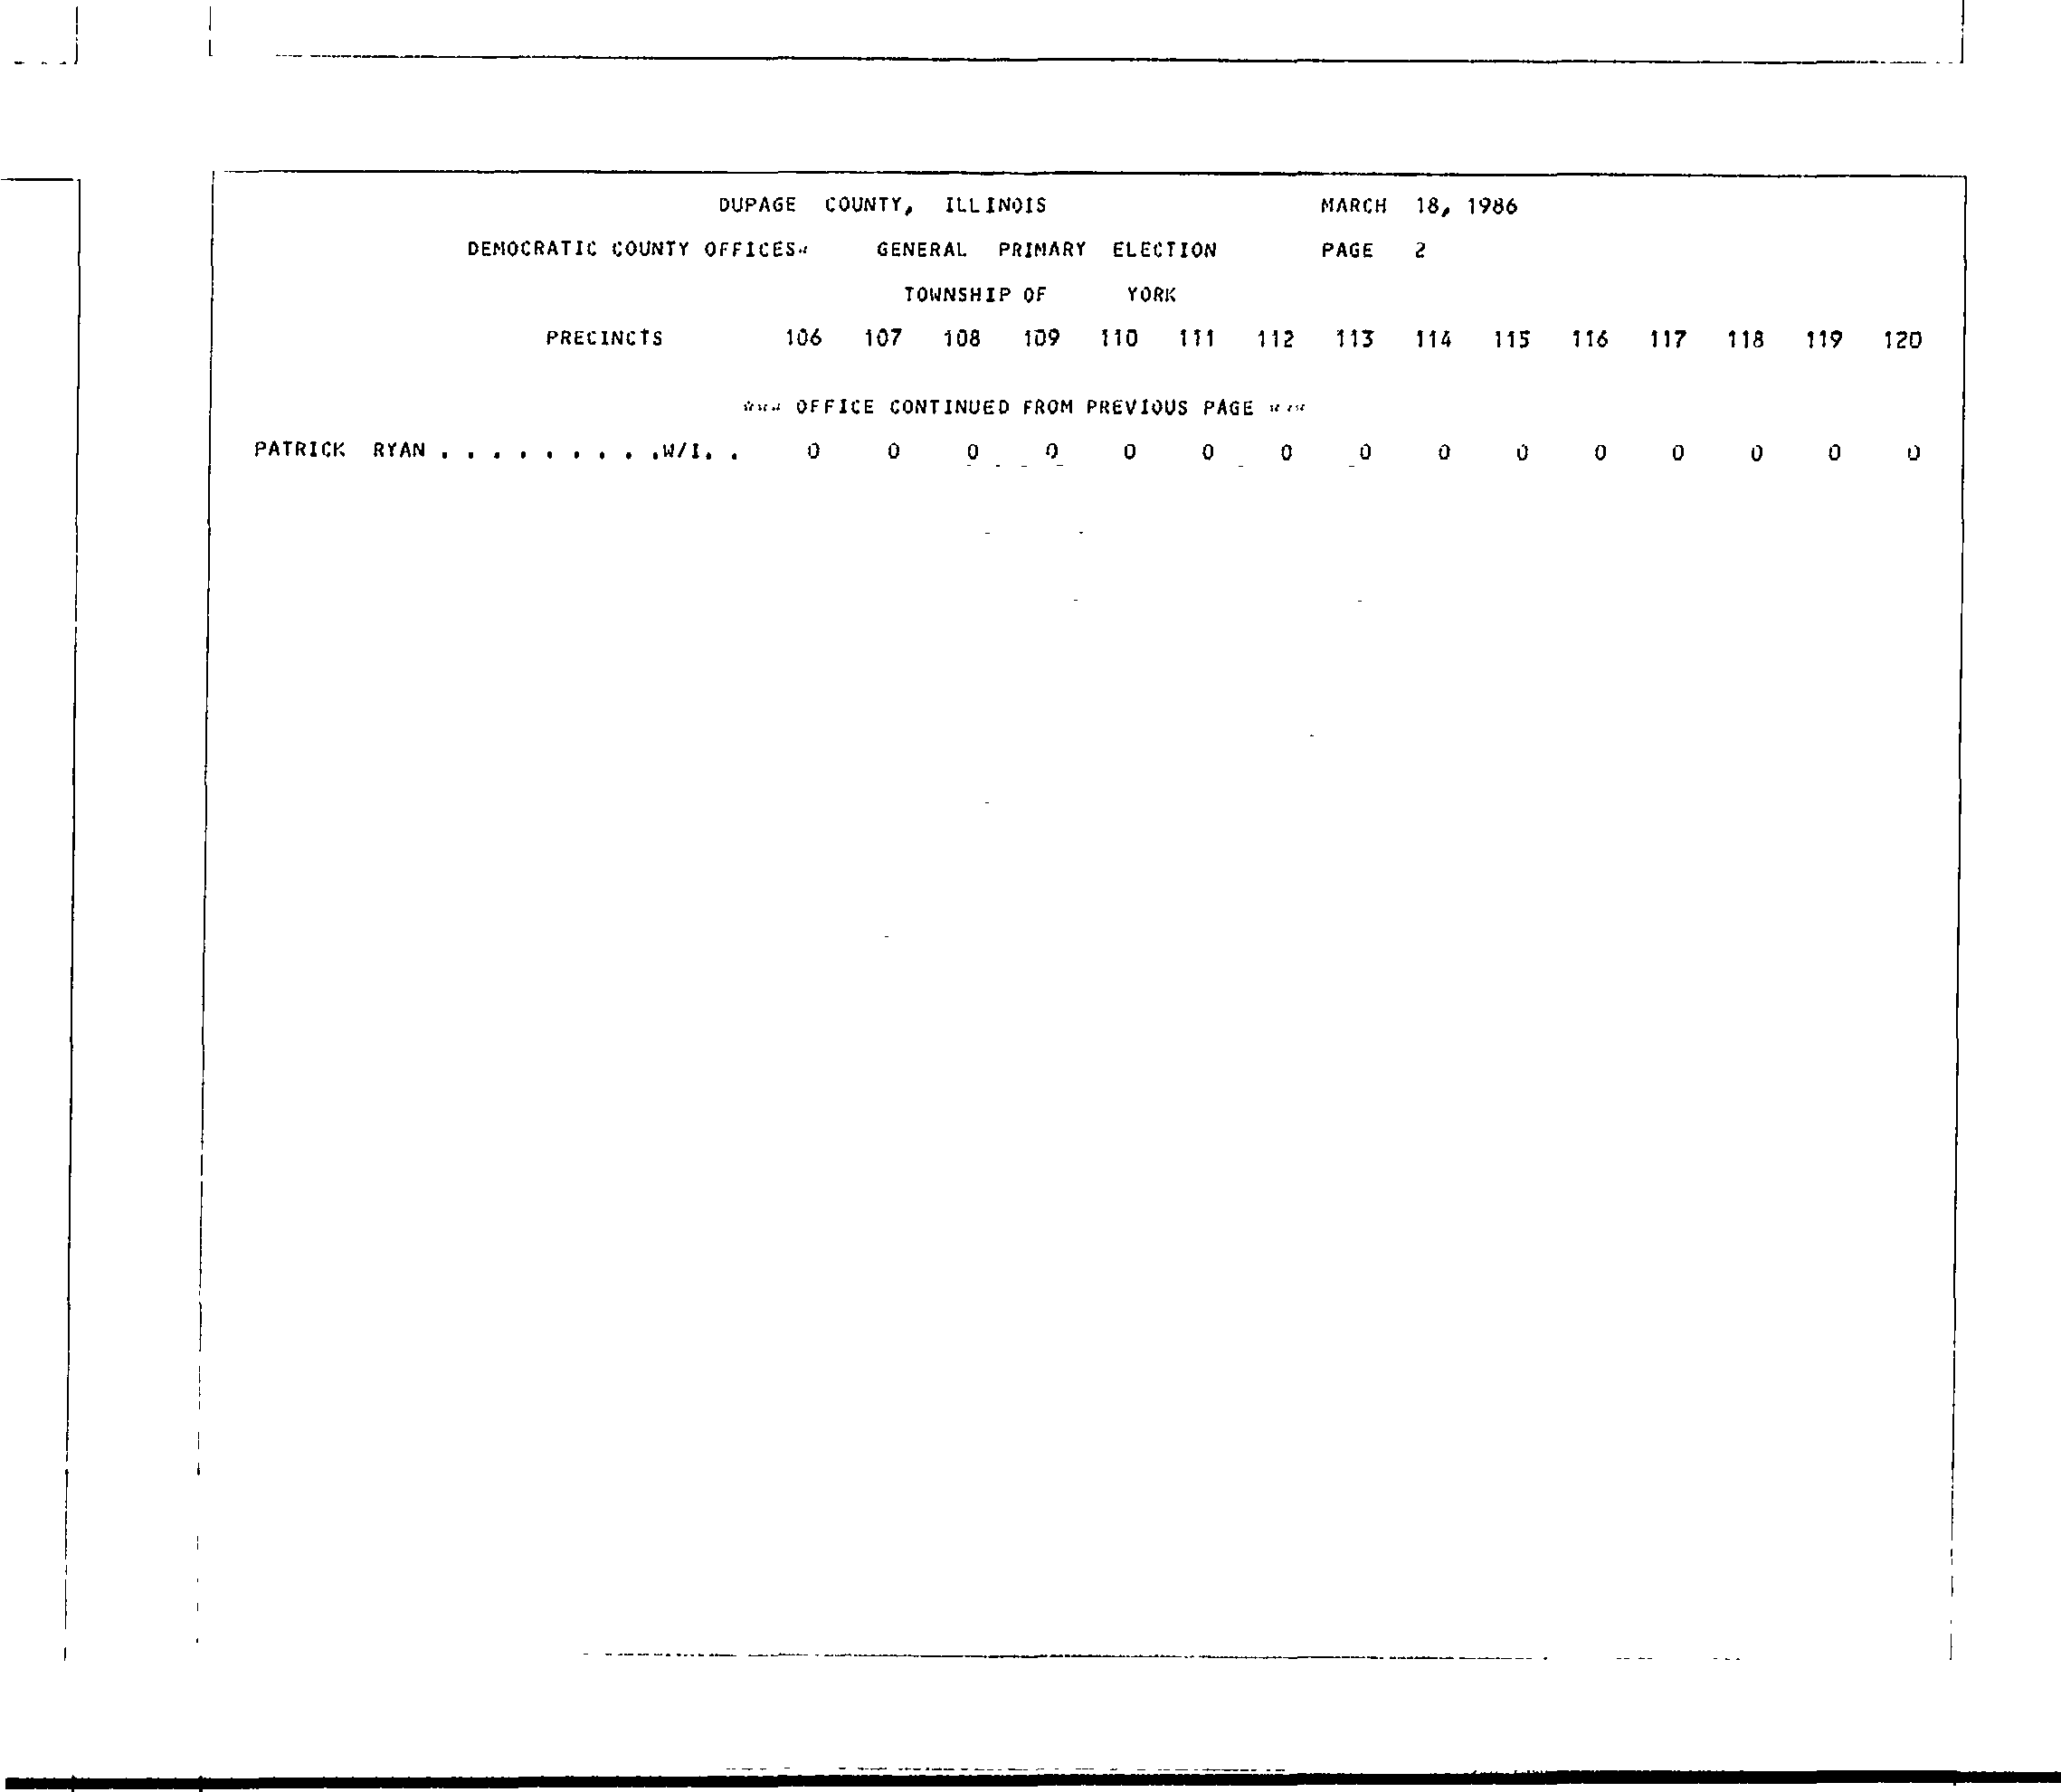 DUPAGE COUNTY, ILLINOIS MARCH 18, 1986
DEMOCRATIC COUNTY OFFICES* GENERAL PRIMARY ELECTION PAGE 2
TOWNSHIP OF YORK
PRECINCTS 106 107 108 109 110 111 112 113 114 115 116 117 118 119 120
*** OFFICE CONTINUED FROM PREVIOUS PAGE ***
PATRICK RYAN . . . . . . . . .W/I. . 0 0 0 0 0 0 0 0 0 0 0 0 0 0 0